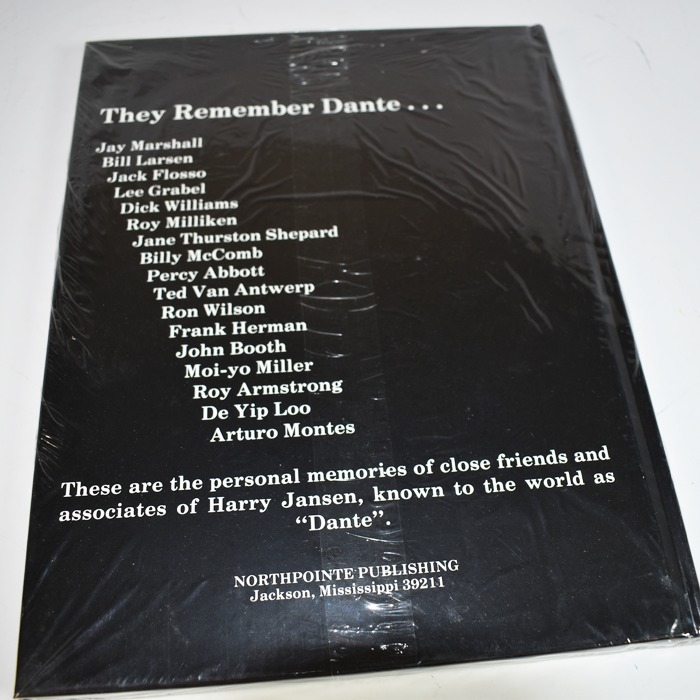 They Remember Dante...
Jay Marshall
Bill Larsen
Jack Flosso
Lee Grabel
Dick Williams
Roy Milliken
Jane Thurston Shepard
Billy McComb
Percy Abbott
Ted Van Antwerp
Ron Wilson
Frank Herman
John Booth
Moi-yo Miller
Roy Armstrong
De Yip Loo
Arturo Montes
These are the personal memories of close friends and
associates of Harry Jansen, known to the world as
“Dante”.
NORTHPOINTE PUBLISHING
Jackson, Mississippi 39211